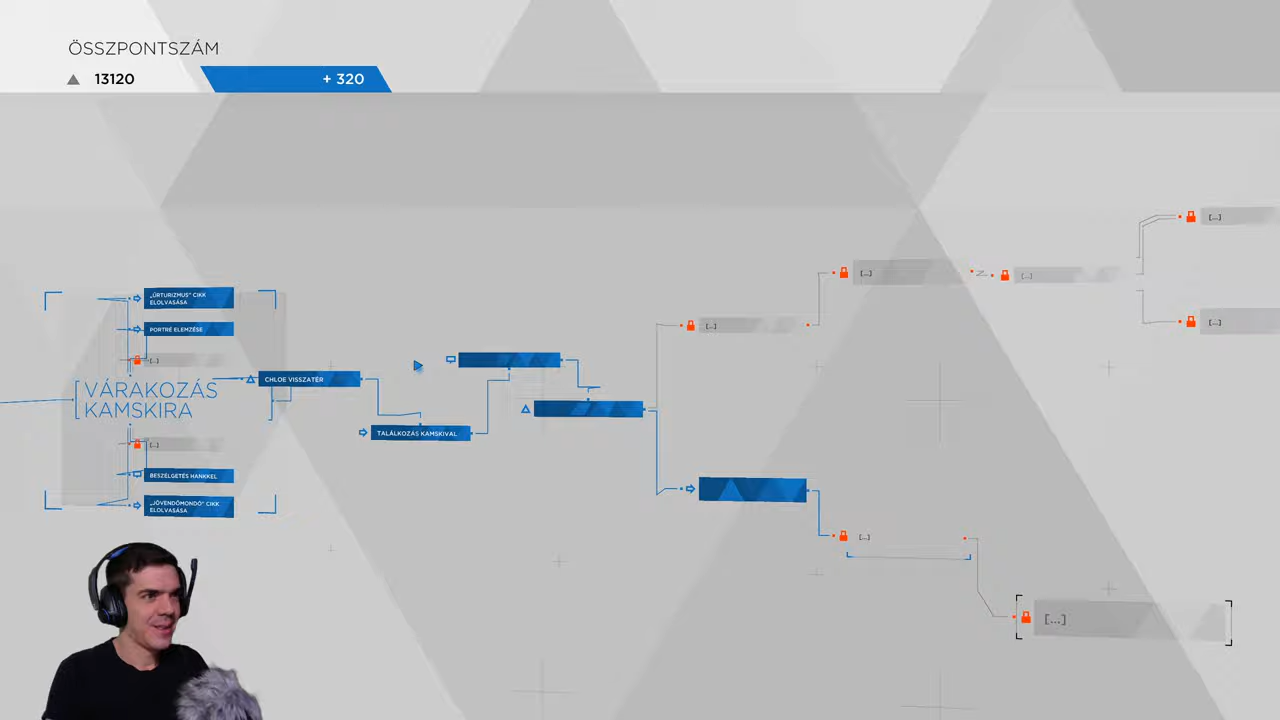 ÖSSZPONTSZÁM
13120
+ 320
[...]
[...]
[...]
„ŰRTURIZMUS” CIKK
ELOLVASÁSA
[...]
[...]
PORTRÉ ELEMZÉSE
[...]
CHLOE VISSZATÉR
VÁRAKOZÁS
KAMSKIRA
TALÁLKOZÁS KAMSKIVAL
[...]
BESZÉLGETÉS HANKKEL
„JÖVENDŐMONDÓ” CIKK
ELOLVASÁSA
[...]
[...]